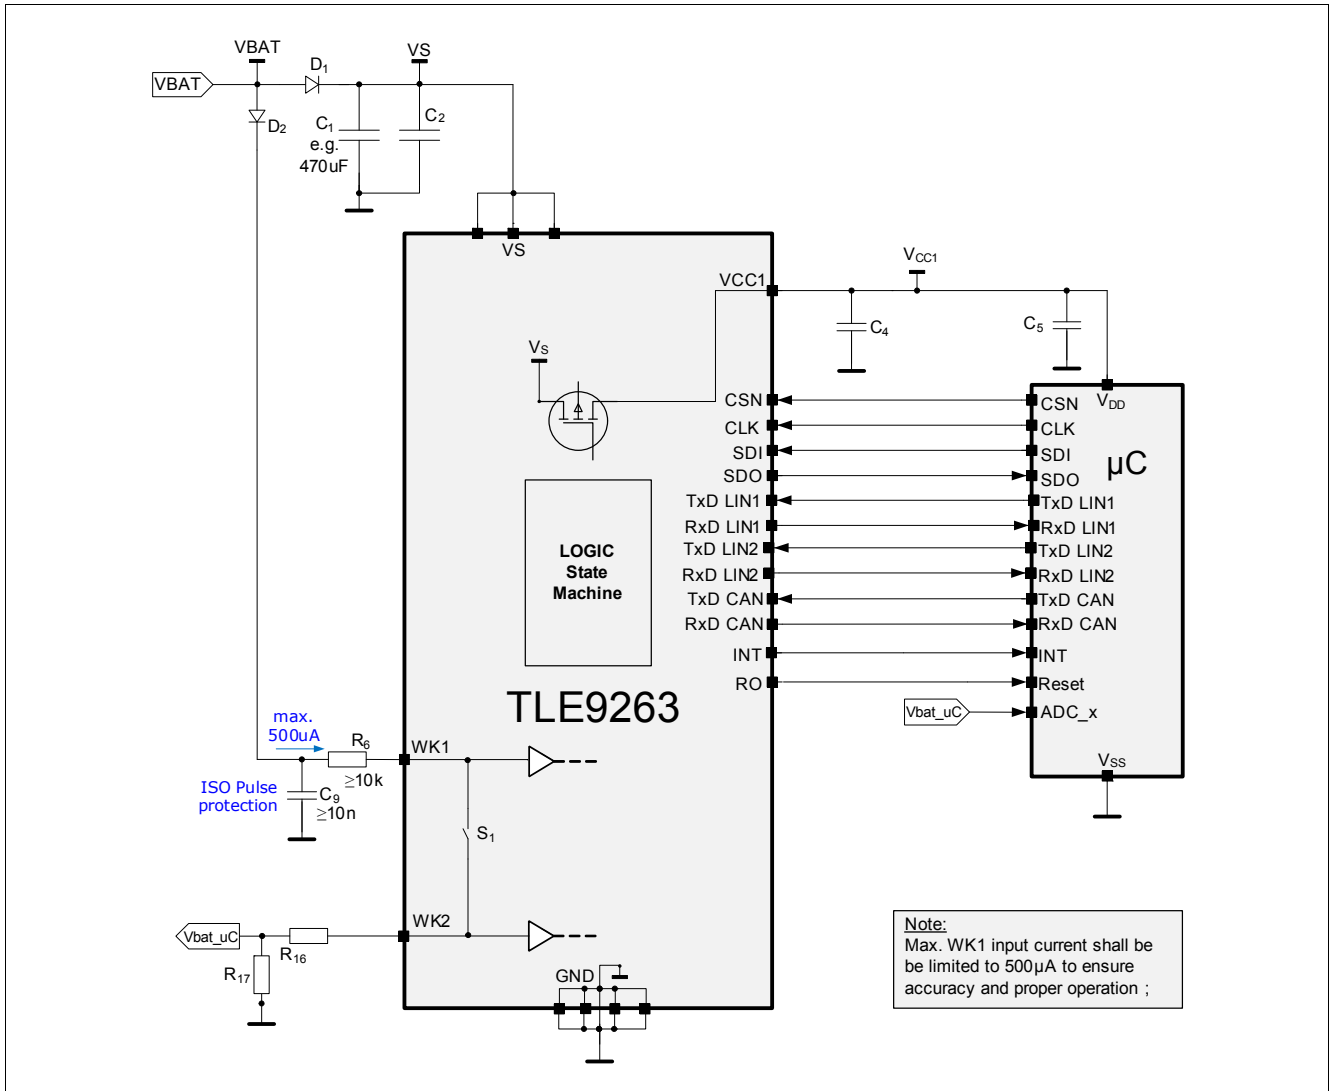 VBAT
VS
VBAT
D1
D2
C1
e.g.
470uF
C2
VS
VCC1
VCC1
C4
C5
VS
CSN
CLK
SDI
SDO
TxD LIN1
RxD LIN1
TxD LIN2
RxD LIN2
TxD CAN
RxD CAN
INT
RO
VDD
CSN
CLK
SDI
SDO
µC
TxD LIN1
RxD LIN1
TxD LIN2
RxD LIN2
TxD CAN
RxD CAN
INT
Reset
Vbat_uC
ADC_x
VSS
LOGIC
State
Machine
TLE9263
max.
500uA
R6
≥10k
WK1
ISO Pulse
protection
C9
≥10n
S1
WK2
Vbat_uC
R16
R17
GND
Note:
Max. WK1 input current shall be
be limited to 500µA to ensure
accuracy and proper operation ;